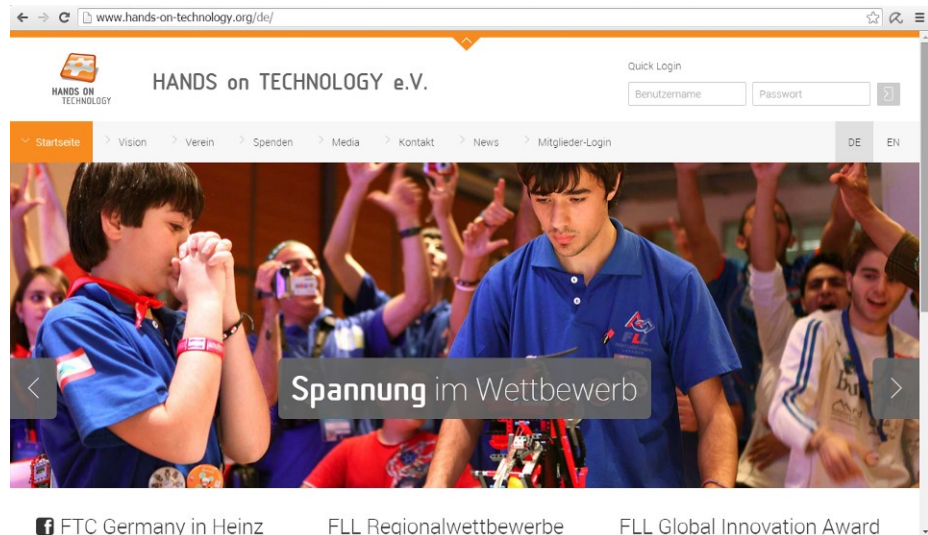 www.hands-on-technology.org/de/
HANDS ON
TECHNOLOGY
HANDS on TECHNOLOGY e.V.
Quick Login
Benutzername
Passwort
Startseite
Vision
Verein
Spenden
Media
Kontakt
News
Mitglieder-Login
DE
EN
FLL
Spannung im Wettbewerb
FTC Germany in Heinz
FLL Regionalwettbewerbe
FLL Global Innovation Award